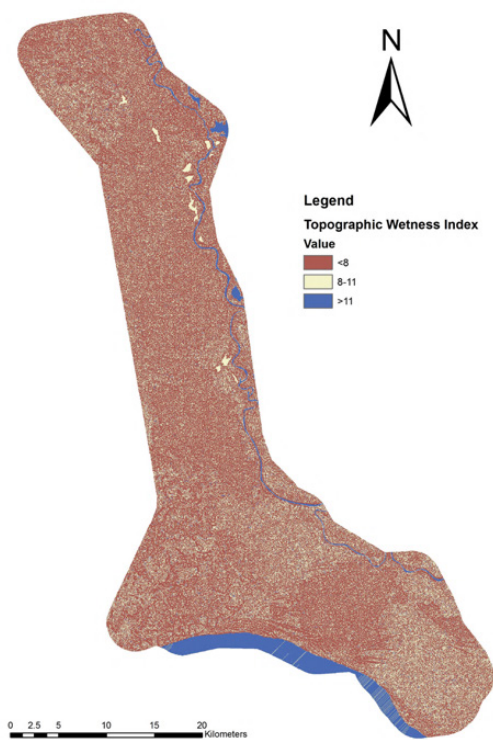 N
Legend
Topographic Wetness Index
Value
<8
8-11
>11
0 2.5 5 10 15 20
Kilometers